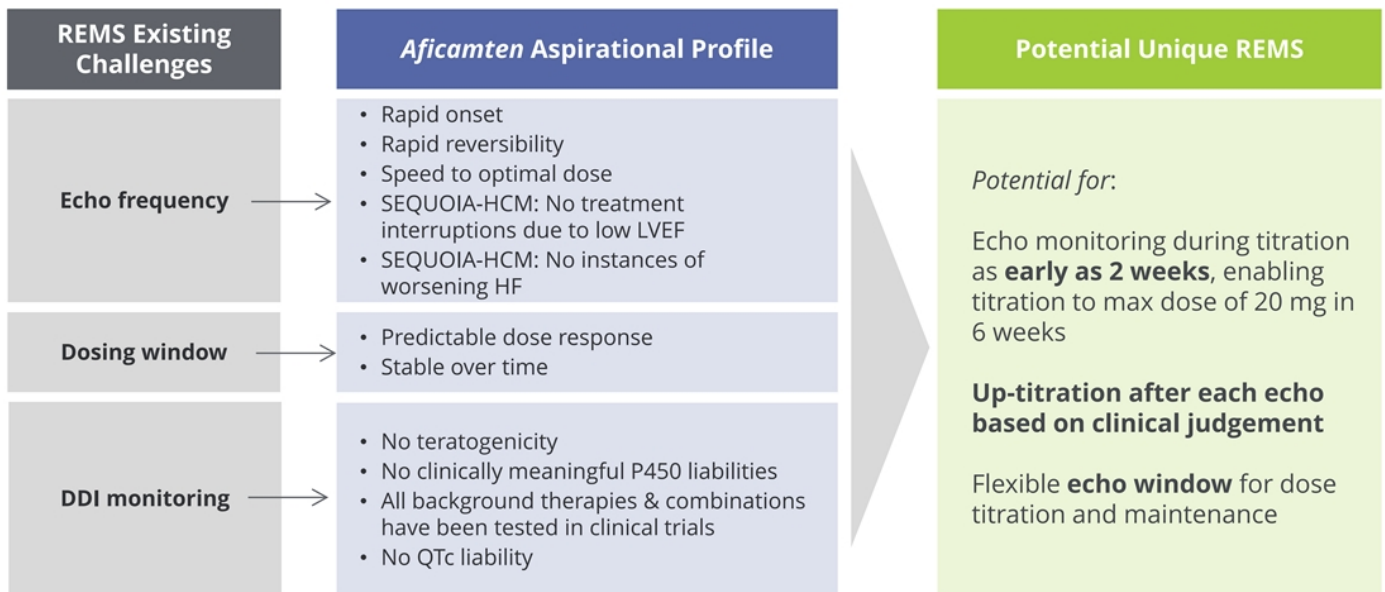 REMS Existing
Challenges
Aficamten Aspirational Profile
Potential Unique REMS
Echo frequency
• Rapid onset
• Rapid reversibility
• Speed to optimal dose
• SEQUOIA-HCM: No treatment
interruptions due to low LVEF
• SEQUOIA-HCM: No instances of
worsening HF
Dosing window
• Predictable dose response
• Stable over time
DDI monitoring
• No teratogenicity
• No clinically meaningful P450 liabilities
• All background therapies & combinations
have been tested in clinical trials
• No QTc liability
Potential for:
Echo monitoring during titration
as early as 2 weeks, enabling
titration to max dose of 20 mg in
6 weeks
Up-titration after each echo
based on clinical judgement
Flexible echo window for dose
titration and maintenance